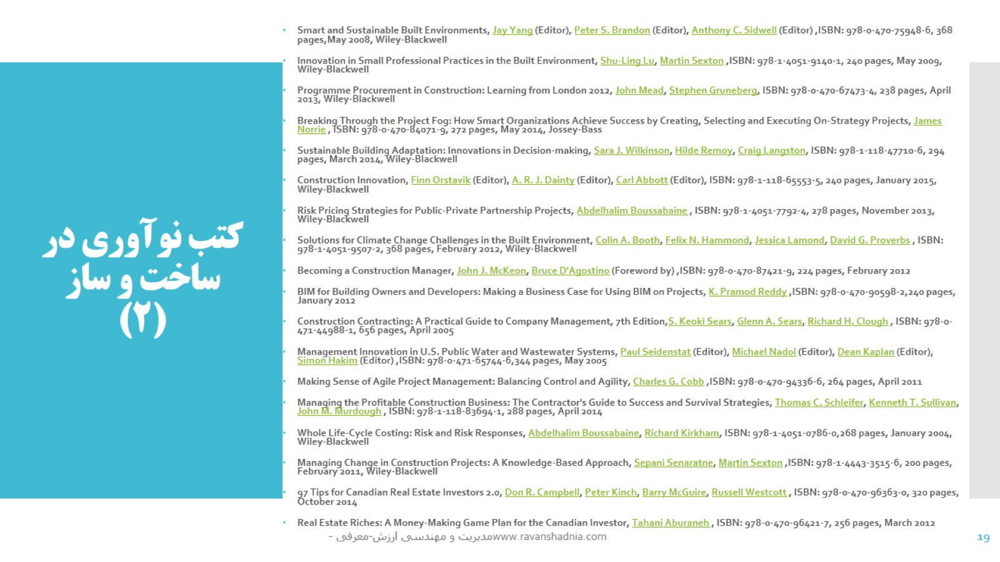 کتب نوآوری در
ساخت و ساز
(۲)
• Smart and Sustainable Built Environments, Jay Yang (Editor), Peter S. Brandon (Editor), Anthony C. Sidwell (Editor) ,ISBN: 978-0-470-75948-6, 368
pages,May 2008, Wiley-Blackwell
• Innovation in Small Professional Practices in the Built Environment, Shu-Ling Lu, Martin Sexton ,ISBN: 978-1-4051-9140-1, 240 pages, May 2009,
Wiley-Blackwell
• Programme Procurement in Construction: Learning from London 2012, John Mead, Stephen Gruneberg, ISBN: 978-0-470-67473-4, 238 pages, April
2013, Wiley-Blackwell
• Breaking Through the Project Fog: How Smart Organizations Achieve Success by Creating, Selecting and Executing On-Strategy Projects, James
Norrie , ISBN: 978-0-470-84071-9, 272 pages, May 2014, Jossey-Bass
• Sustainable Building Adaptation: Innovations in Decision-making, Sara J. Wilkinson, Hilde Remoy, Craig Langston, ISBN: 978-1-118-47710-6, 294
pages, March 2014, Wiley-Blackwell
• Construction Innovation, Finn Orstavik (Editor), A. R. J. Dainty (Editor), Carl Abbott (Editor), ISBN: 978-1-118-65553-5, 240 pages, January 2015,
Wiley-Blackwell
• Risk Pricing Strategies for Public-Private Partnership Projects, Abdelhalim Boussabaine , ISBN: 978-1-4051-7792-4, 278 pages, November 2013,
Wiley-Blackwell
• Solutions for Climate Change Challenges in the Built Environment, Colin A. Booth, Felix N. Hammond, Jessica Lamond, David G. Proverbs , ISBN:
978-1-4051-9507-2, 368 pages, February 2012, Wiley-Blackwell
• Becoming a Construction Manager, John J. McKeon, Bruce D'Agostino (Foreword by) ,ISBN: 978-0-470-87421-9, 224 pages, February 2012
• BIM for Building Owners and Developers: Making a Business Case for Using BIM on Projects, K. Pramod Reddy ,ISBN: 978-0-470-90598-2,240 pages,
January 2012
• Construction Contracting: A Practical Guide to Company Management, 7th Edition,S. Keoki Sears, Glenn A. Sears, Richard H. Clough , ISBN: 978-0-
471-44988-1, 656 pages, April 2005
• Management Innovation in U.S. Public Water and Wastewater Systems, Paul Seidenstat (Editor), Michael Nadol (Editor), Dean Kaplan (Editor),
Simon Hakim (Editor) ,ISBN: 978-0-471-65744-6,344 pages, May 2005
• Making Sense of Agile Project Management: Balancing Control and Agility, Charles G. Cobb ,ISBN: 978-0-470-94336-6, 264 pages, April 2011
• Managing the Profitable Construction Business: The Contractor's Guide to Success and Survival Strategies, Thomas C. Schleifer, Kenneth T. Sullivan,
John M. Murdough , ISBN: 978-1-118-83694-1, 288 pages, April 2014
• Whole Life-Cycle Costing: Risk and Risk Responses, Abdelhalim Boussabaine, Richard Kirkham, ISBN: 978-1-4051-0786-0,268 pages, January 2004,
Wiley-Blackwell
• Managing Change in Construction Projects: A Knowledge-Based Approach, Sepani Senaratne, Martin Sexton ,ISBN: 978-1-4443-3515-6, 200 pages,
February 2011, Wiley-Blackwell
• 97 Tips for Canadian Real Estate Investors 2.0, Don R. Campbell, Peter Kinch, Barry McGuire, Russell Westcott , ISBN: 978-0-470-96363-0, 320 pages,
October 2014
• Real Estate Riches: A Money-Making Game Plan for the Canadian Investor, Tahani Aburaneh , ISBN: 978-0-470-96421-7, 256 pages, March 2012
www.ravanshadnia.comمدیریت و مهندسی ارزش-معرفی -
19